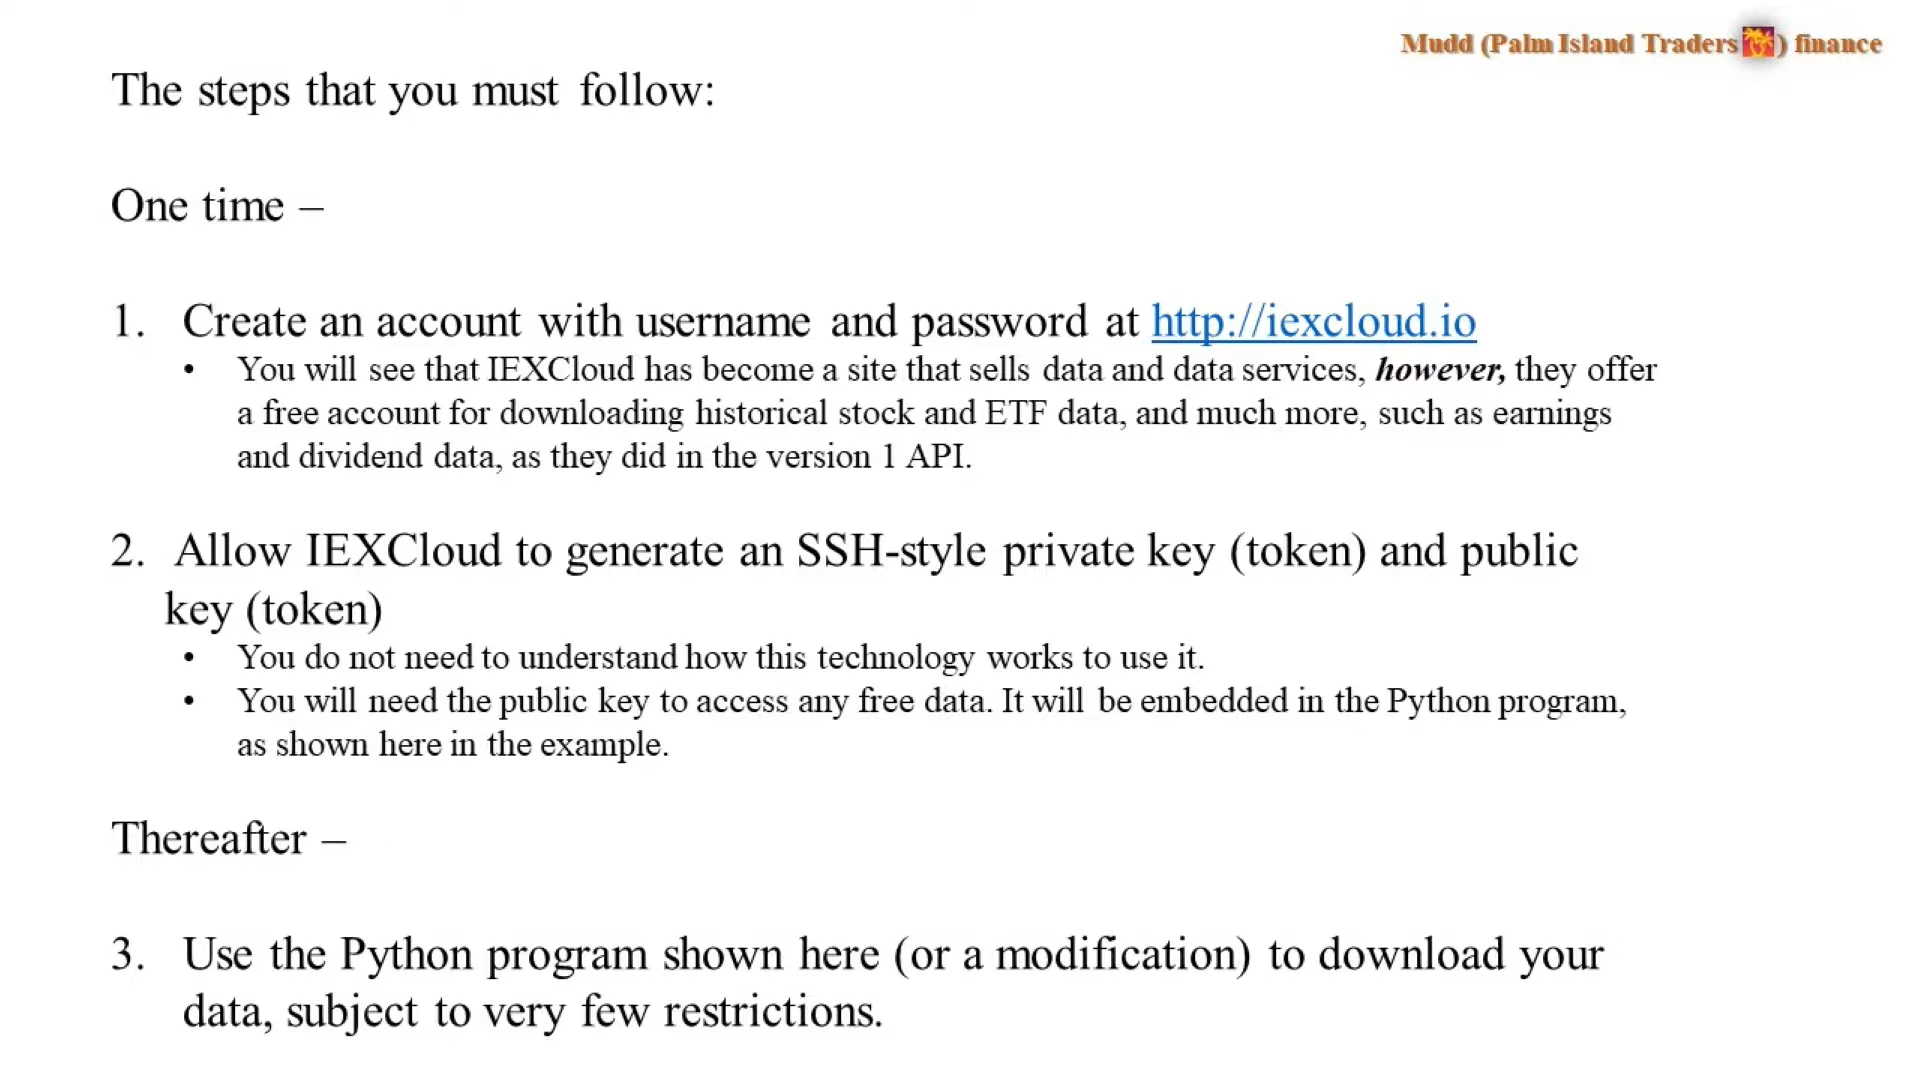 Mudd (Palm Island Traders ) finance
The steps that you must follow:
One time –
1. Create an account with username and password at http://iexcloud.io
• You will see that IEXCloud has become a site that sells data and data services, however, they offer
a free account for downloading historical stock and ETF data, and much more, such as earnings
and dividend data, as they did in the version 1 API.
2. Allow IEXCloud to generate an SSH-style private key (token) and public
key (token)
• You do not need to understand how this technology works to use it.
• You will need the public key to access any free data. It will be embedded in the Python program,
as shown here in the example.
Thereafter –
3. Use the Python program shown here (or a modification) to download your
data, subject to very few restrictions.